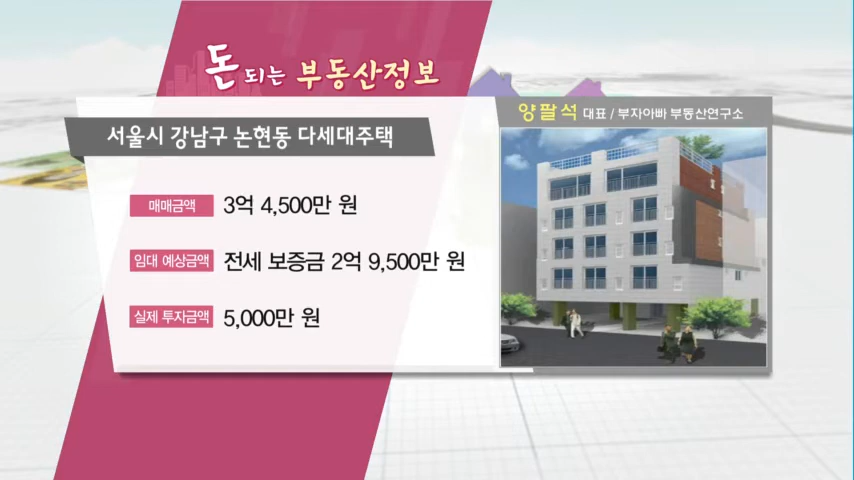 돈 되는 부동산정보
양팔석 대표 / 부자아빠 부동산연구소
서울시 강남구 논현동 다세대주택
매매금액 3억 4,500만 원
임대 예상금액 전세 보증금 2억 9,500만 원
실제 투자금액 5,000만 원